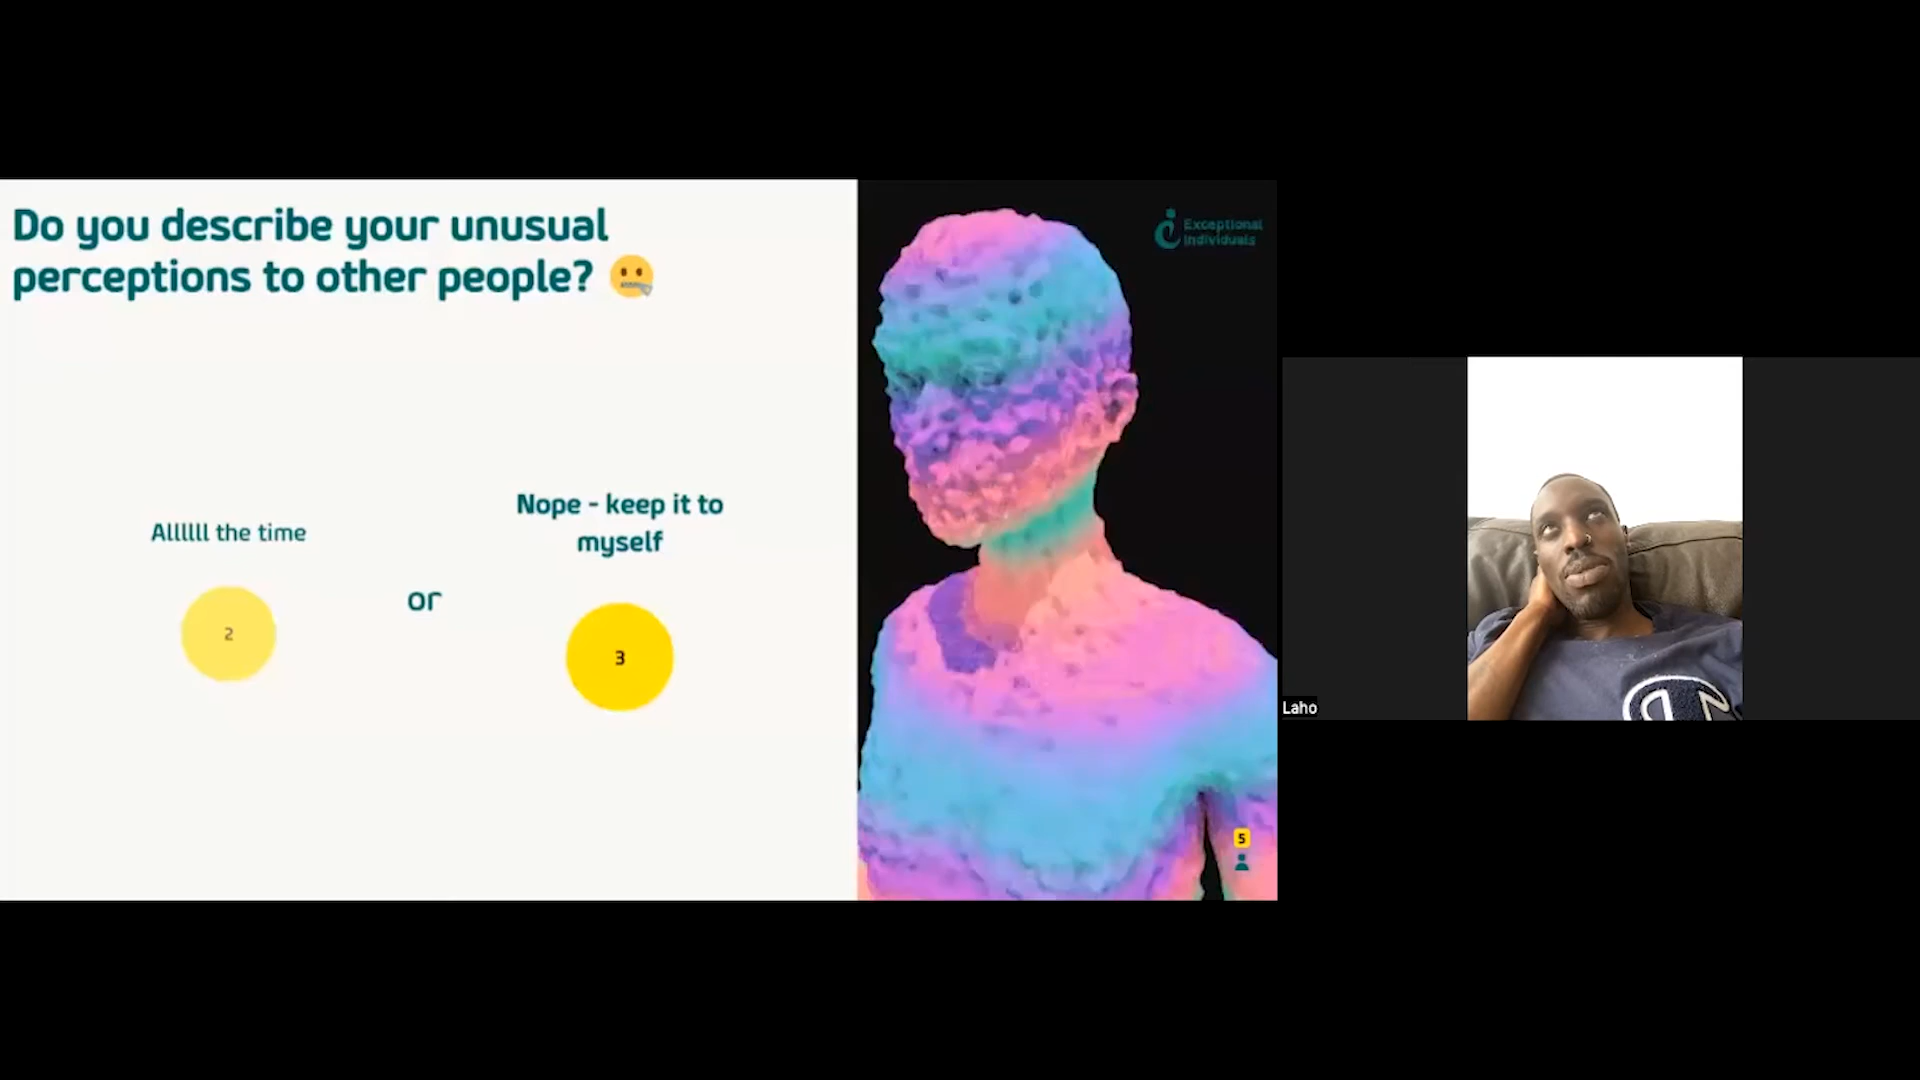 Do you describe your unusual
perceptions to other people? 🤐
Allllll the time
2
or
Nope - keep it to
myself
3
Exceptional
Individuals
5
Laho